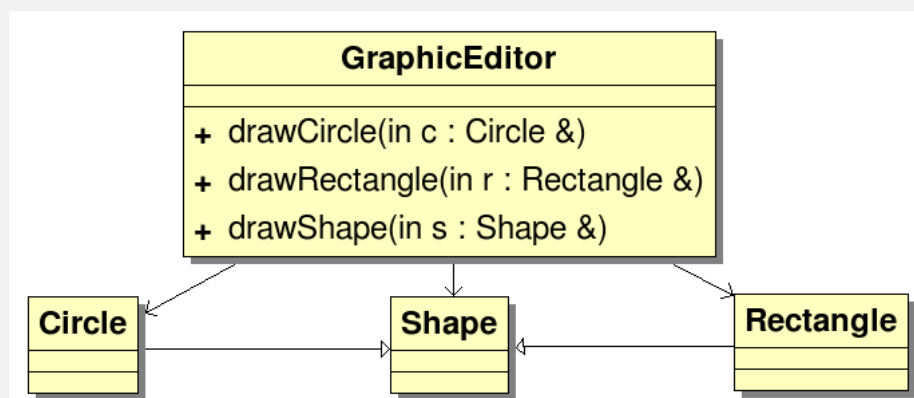 GraphicEditor
+ drawCircle(in c : Circle &)
+ drawRectangle(in r : Rectangle &)
+ drawShape(in s : Shape &)
Circle
Shape
Rectangle